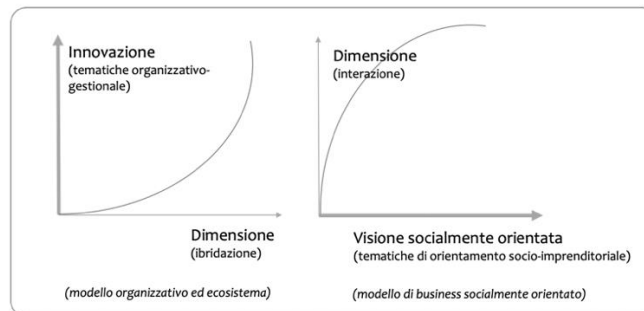 Innovazione
(tematiche organizzativo-
gestionale)
Dimensione
(ibridazione)
(modello organizzativo ed ecosistema)
Dimensione
(interazione)
Visione socialmente orientata
(tematiche di orientamento socio-imprenditoriale)
(modello di business socialmente orientato)